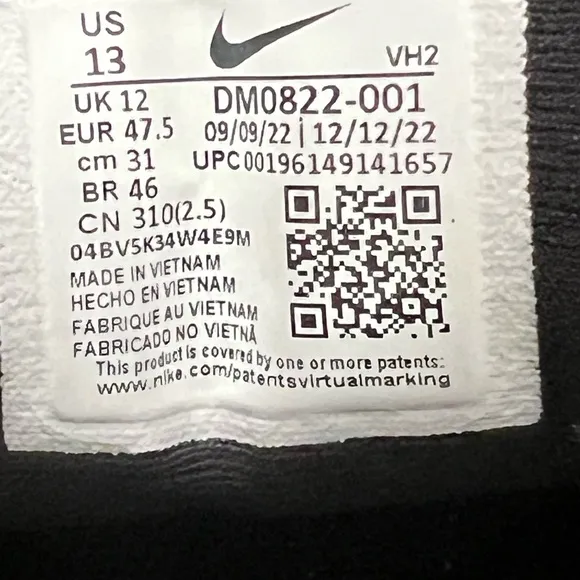 US
13
VH2
UK 12 DM0822-001
EUR 47.5 09/09/22 | 12/12/22
cm 31 UPC00196149141657
BR 46
CN 310(2.5)
04BV5K34W4E9M
MADE IN VIETNAM
HECHO EN VIETNAM
FABRIQUE AU VIETNAM
FABRICADO NO VIETNÃ
This product is covered by one or more patents:
www.nike.com/patentsvirtualmarking